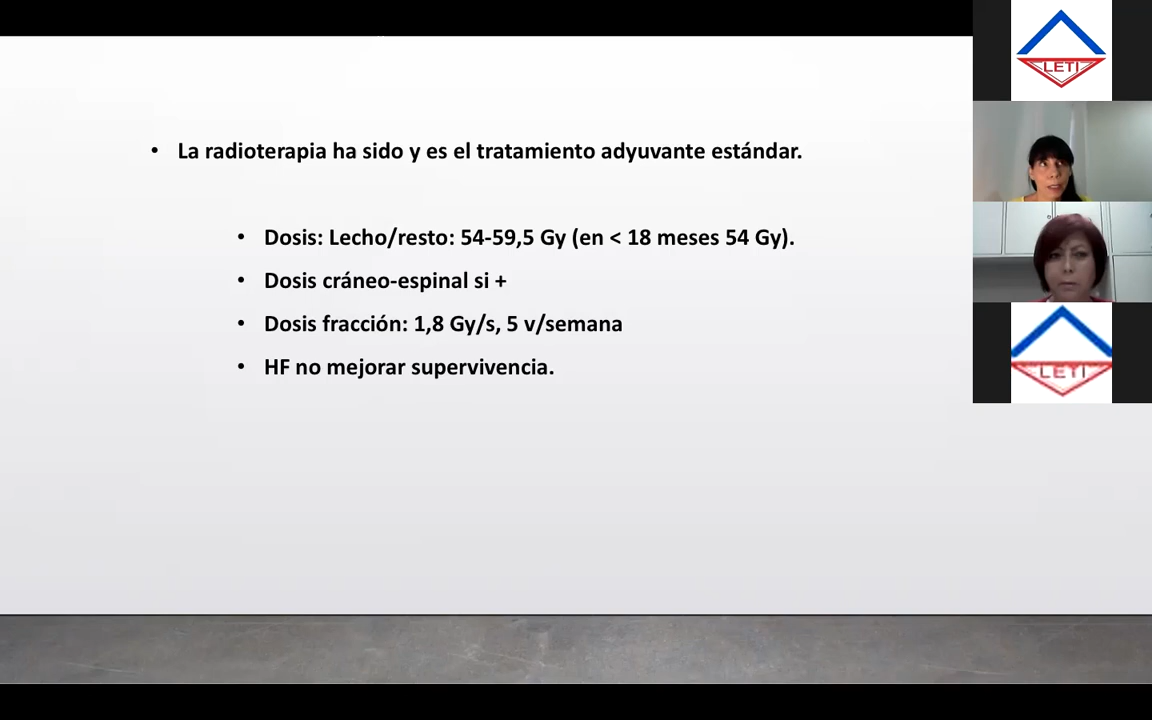 • La radioterapia ha sido y es el tratamiento adyuvante estándar.
• Dosis: Lecho/resto: 54-59,5 Gy (en < 18 meses 54 Gy).
• Dosis cráneo-espinal si +
• Dosis fracción: 1,8 Gy/s, 5 v/semana
• HF no mejorar supervivencia.
LETI
LETI